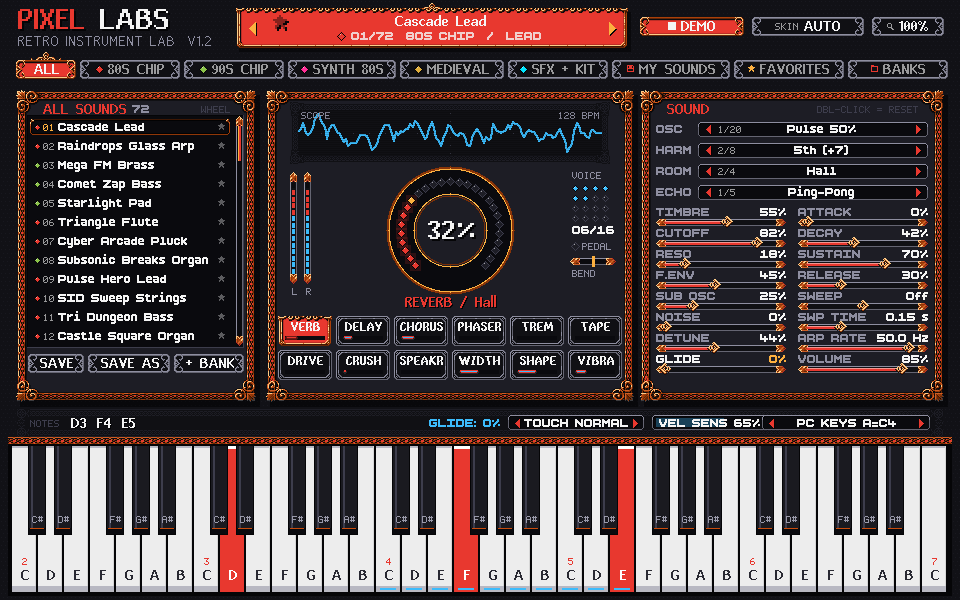 PIXEL LABS
RETRO INSTRUMENT LAB V1.2
Cascade Lead
01/72 80S CHIP / LEAD
DEMO
SKIN AUTO
100%
ALL
80S CHIP
90S CHIP
SYNTH 80S
MEDIEVAL
SFX + KIT
MY SOUNDS
FAVORITES
BANKS
ALL SOUNDS 72 WHEEL
01 Cascade Lead
02 Raindrops Glass Arp
03 Mega FM Brass
04 Comet Zap Bass
05 Starlight Pad
06 Triangle Flute
07 Cyber Arcade Pluck
08 Subsonic Breaks Organ
09 Pulse Hero Lead
10 SID Sweep Strings
11 Tri Dungeon Bass
12 Castle Square Organ
SAVE
SAVE AS
+ BANK
SCOPE
128 BPM
L R
32%
REVERB / Hall
VOICE
06/16
PEDAL
BEND
VERB DELAY CHORUS PHASER TREM TAPE
DRIVE CRUSH SPEAKR WIDTH SHAPE VIBRA
SOUND DBL-CLICK = RESET
OSC 1/20 Pulse 50%
HARM 2/8 5th (+7)
ROOM 2/4 Hall
ECHO 1/5 Ping-Pong
TIMBRE 55% ATTACK 0%
CUTOFF 82% DECAY 42%
RESO 18% SUSTAIN 70%
F.ENV 45% RELEASE 30%
SUB OSC 25% SWEEP Off
NOISE 0% SWP TIME 0.15 s
DETUNE 44% ARP RATE 50.0 Hz
GLIDE 0% VOLUME 85%
NOTES D3 F4 E5
GLIDE: 0%
TOUCH NORMAL
VEL SENS 65%
PC KEYS A=C4
C# D# F# G# A# C# D# F# G# A# C# D# E# F# G# A# C# D# F# G# A# C# D# F# G# A#
2 3 4 5 6 7
C D E F G A B C D E F G A B C D E F G A B C D E F G A B C D E F G A B C